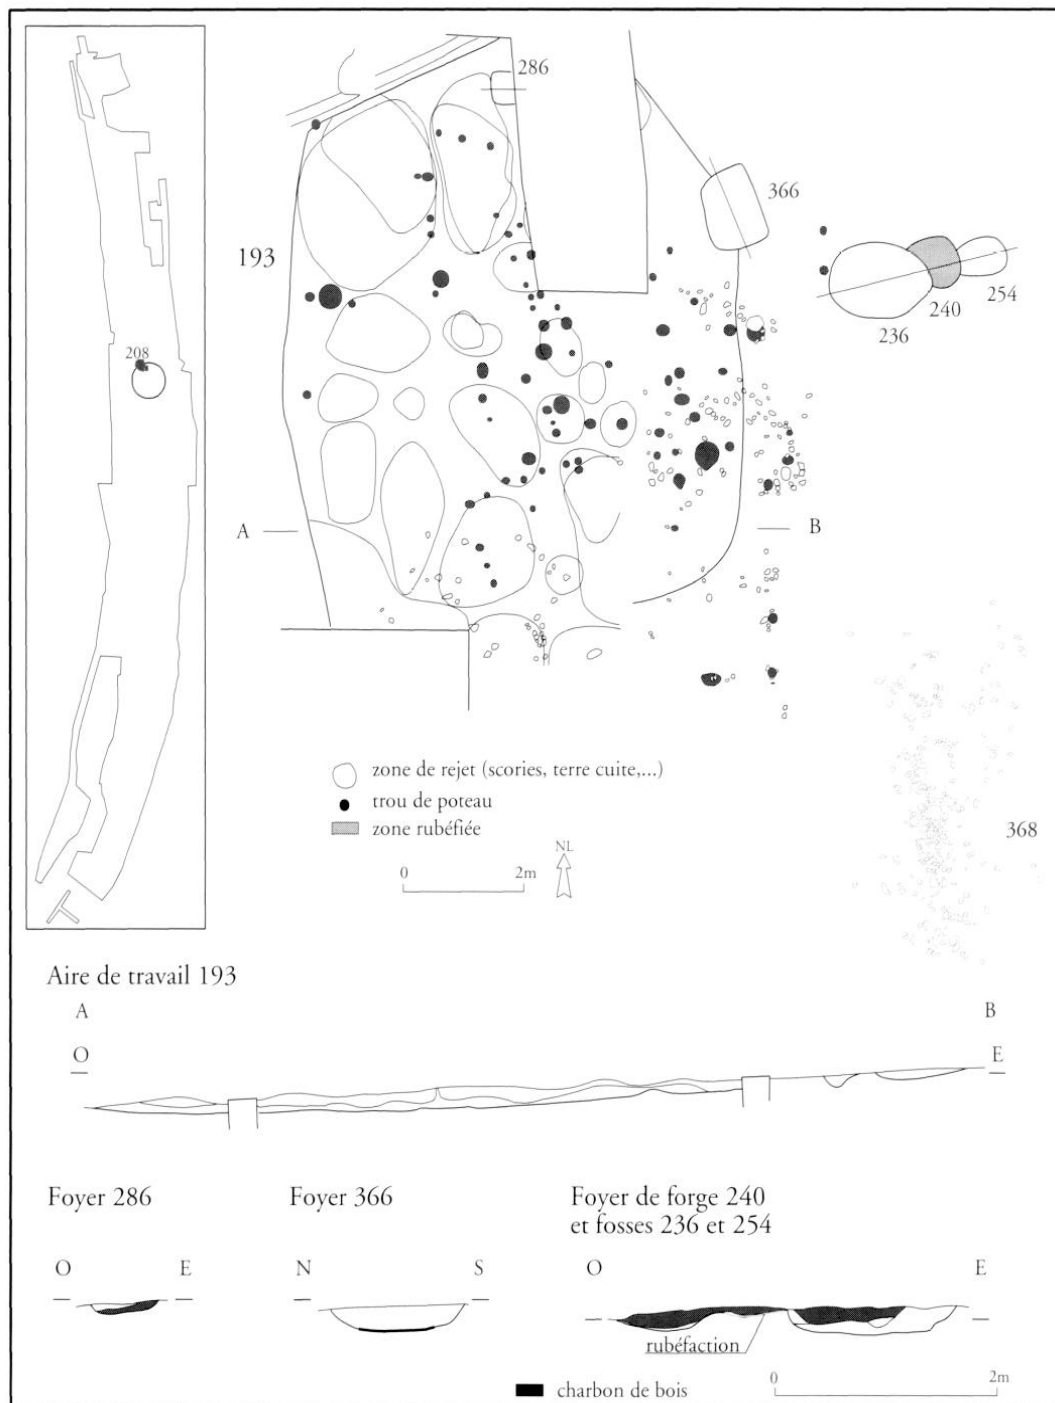 286
366
193
208
240
254
236
A
B
zone de rejet (scories, terre cuite,...)
trou de poteau
zone rubéfiée
NL
0 2m
368
Aire de travail 193
A B
O E
Foyer 286
Foyer 366
Foyer de forge 240
et fosses 236 et 254
O E
N S
O E
rubéfaction
charbon de bois
0 2m